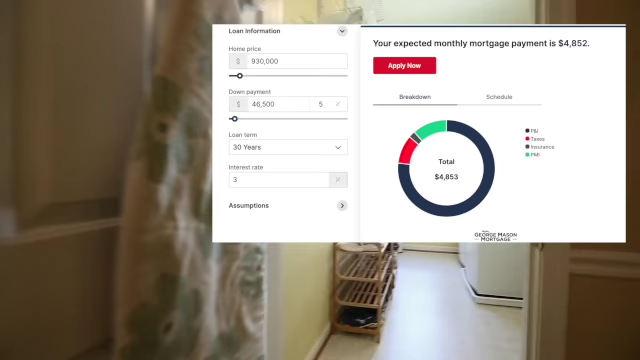 Loan Information
Home price
$ 930,000
Down payment
$ 46,500 5 %
Loan term
30 Years
Interest rate
3 %
Assumptions
Your expected monthly mortgage payment is $4,852.
Apply Now
Breakdown Schedule
Total
$4,853
P&I
Taxes
Insurance
PMI
GEORGE MASON
MORTGAGE